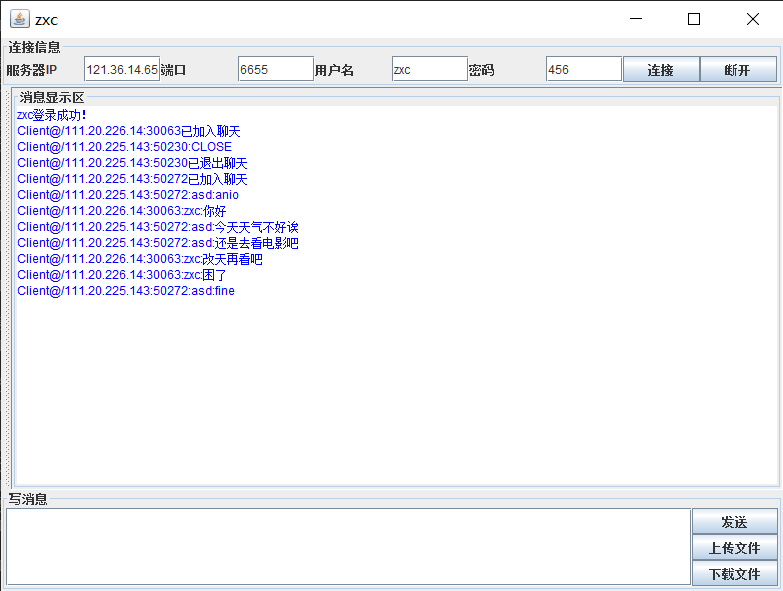 zxc
连接信息
服务器IP 121.36.14.65 端口 6655 用户名 zxc 密码 456 连接 断开
消息显示区
zxc登录成功!
Client@/111.20.226.14:30063已加入聊天
Client@/111.20.225.143:50230:CLOSE
Client@/111.20.225.143:50230已退出聊天
Client@/111.20.225.143:50272已加入聊天
Client@/111.20.225.143:50272:asd:anio
Client@/111.20.226.14:30063:zxc:你好
Client@/111.20.225.143:50272:asd:今天天气不好诶
Client@/111.20.225.143:50272:asd:还是去看电影吧
Client@/111.20.226.14:30063:zxc:改天再看吧
Client@/111.20.226.14:30063:zxc:困了
Client@/111.20.225.143:50272:asd:fine
写消息
发送
上传文件
下载文件